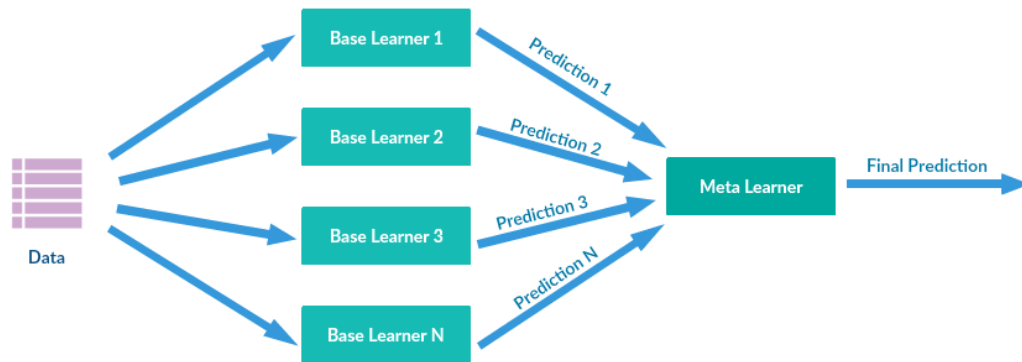 Base Learner 1
Prediction 1
Base Learner 2
Prediction 2
Data
Meta Learner
Final Prediction
Base Learner 3
Prediction 3
Base Learner N
Prediction N